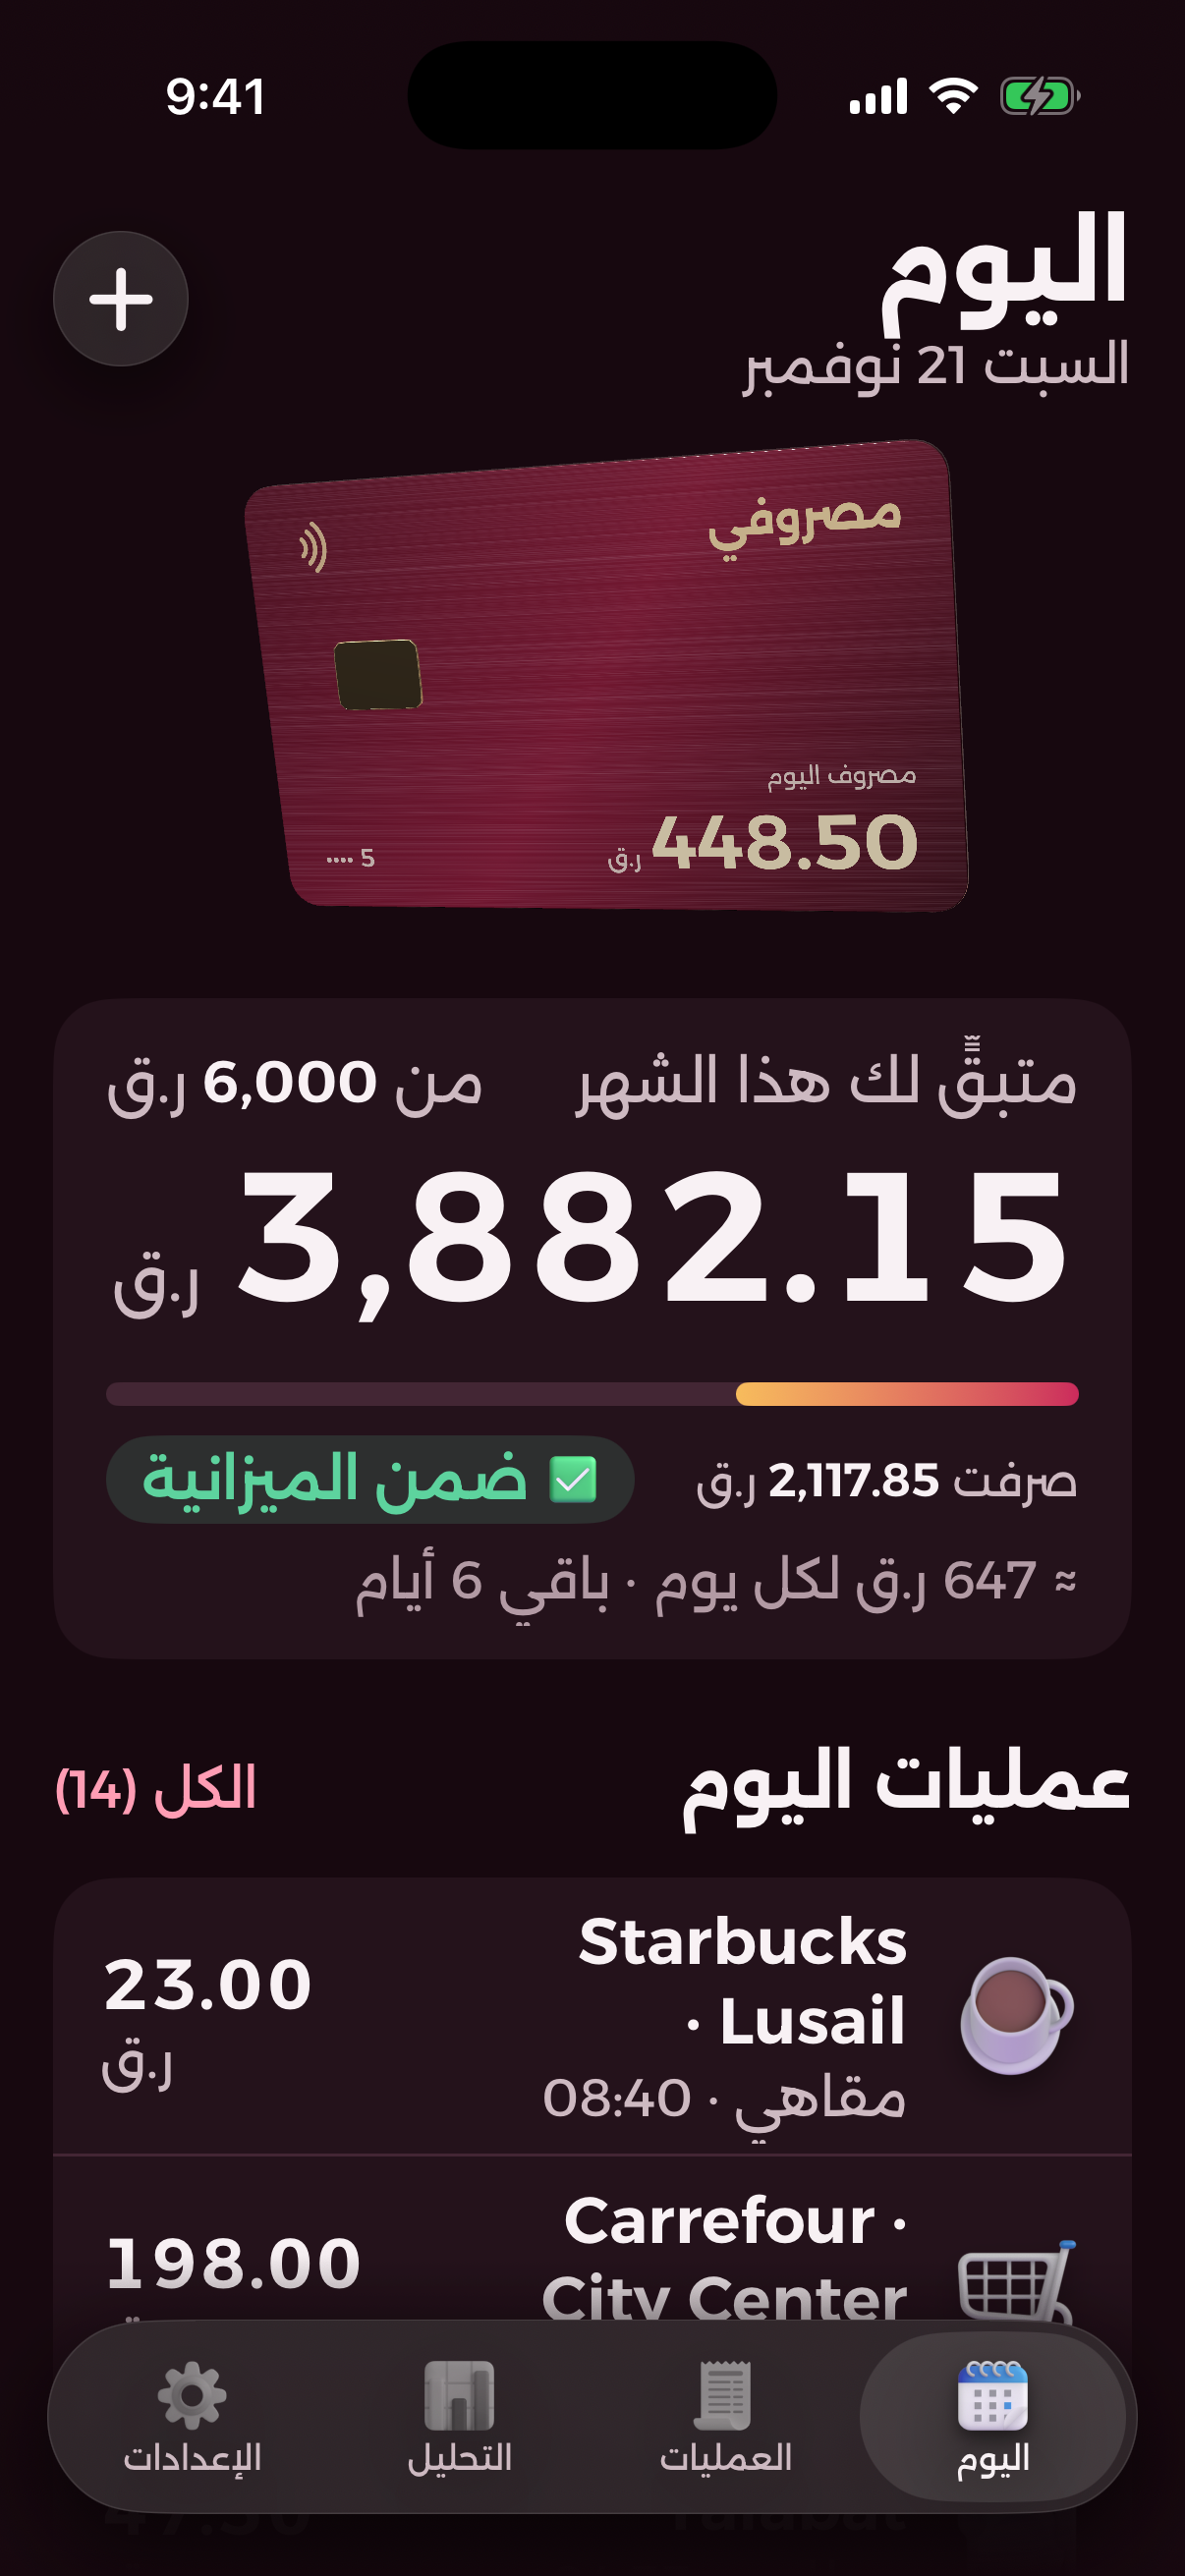 9:41
اليوم
السبت 21 نوفمبر
مصروفي
مصروف اليوم
448.50 ر.ق
•••• 5
متبقٍّ لك هذا الشهر
من 6,000 ر.ق
3,882.15 ر.ق
صرفت 2,117.85 ر.ق
✅ ضمن الميزانية
≈ 647 ر.ق لكل يوم · باقي 6 أيام
عمليات اليوم
الكل (14)
Starbucks
· Lusail
مقاهي · 08:40
23.00
ر.ق
Carrefour ·
City Center
198.00
اليوم
العمليات
التحليل
الإعدادات